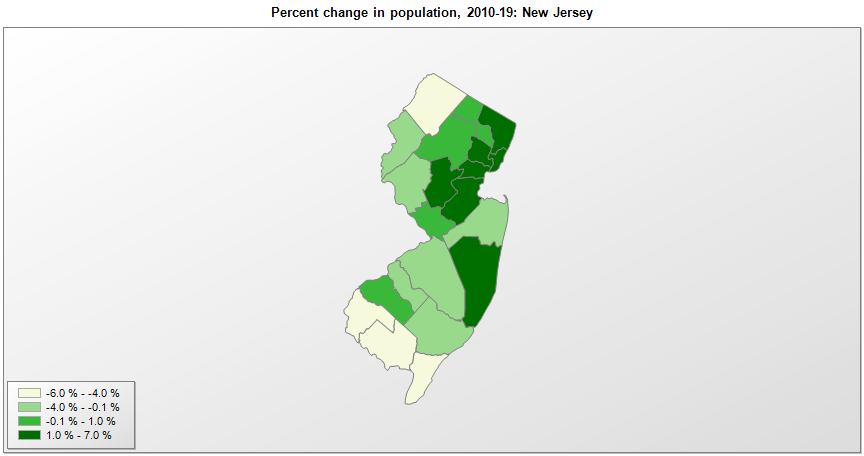 Percent change in population, 2010-19: New Jersey
-6.0 % - -4.0 %
-4.0 % - -0.1 %
-0.1 % - 1.0 %
1.0 % - 7.0 %